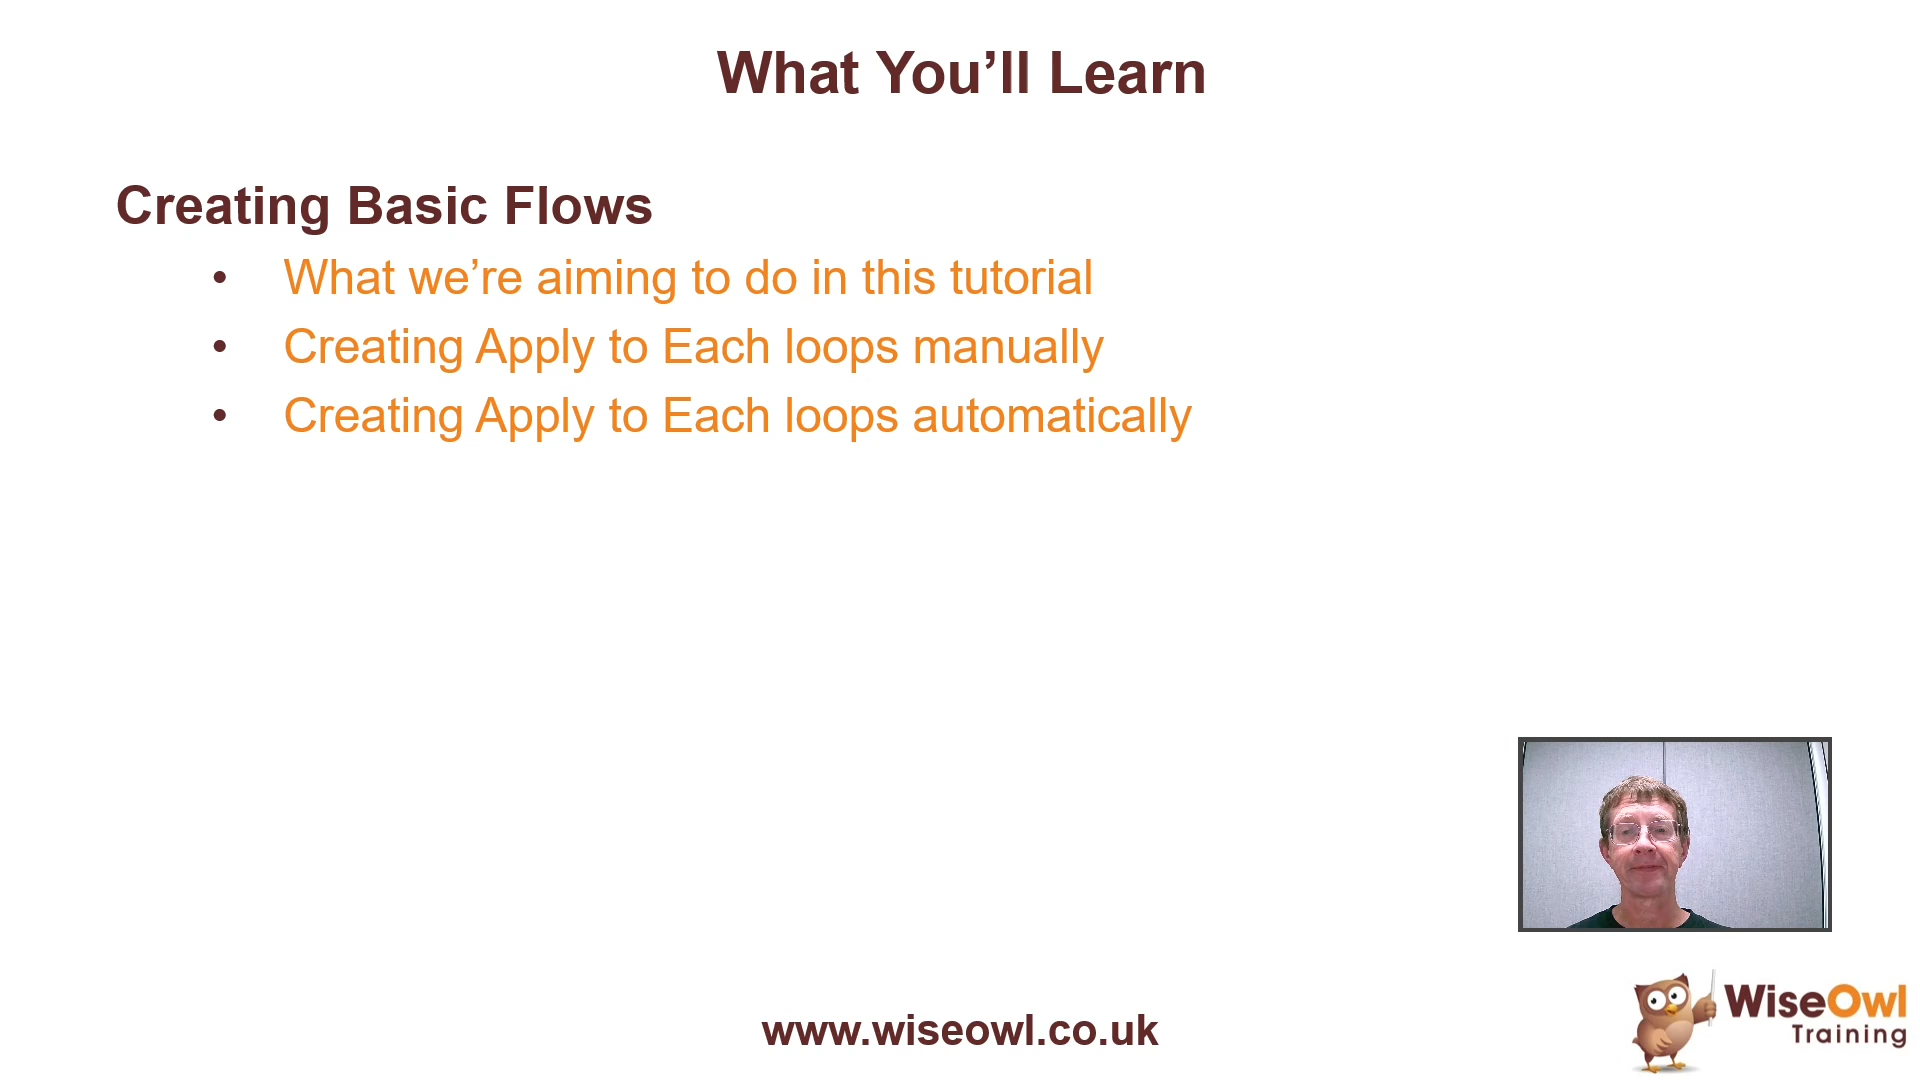 What You’ll Learn
Creating Basic Flows
• What we’re aiming to do in this tutorial
• Creating Apply to Each loops manually
• Creating Apply to Each loops automatically
www.wiseowl.co.uk
WiseOwl
Training